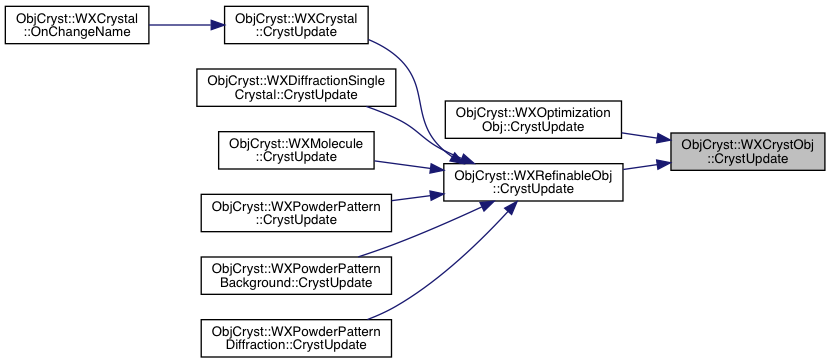 ObjCryst::WXCrystal
::OnChangeName
ObjCryst::WXCrystal
::CrystUpdate
ObjCryst::WXDiffractionSingle
Crystal::CrystUpdate
ObjCryst::WXOptimization
Obj::CrystUpdate
ObjCryst::WXCrystObj
::CrystUpdate
ObjCryst::WXMolecule
::CrystUpdate
ObjCryst::WXRefinableObj
::CrystUpdate
ObjCryst::WXPowderPattern
::CrystUpdate
ObjCryst::WXPowderPattern
Background::CrystUpdate
ObjCryst::WXPowderPattern
Diffraction::CrystUpdate